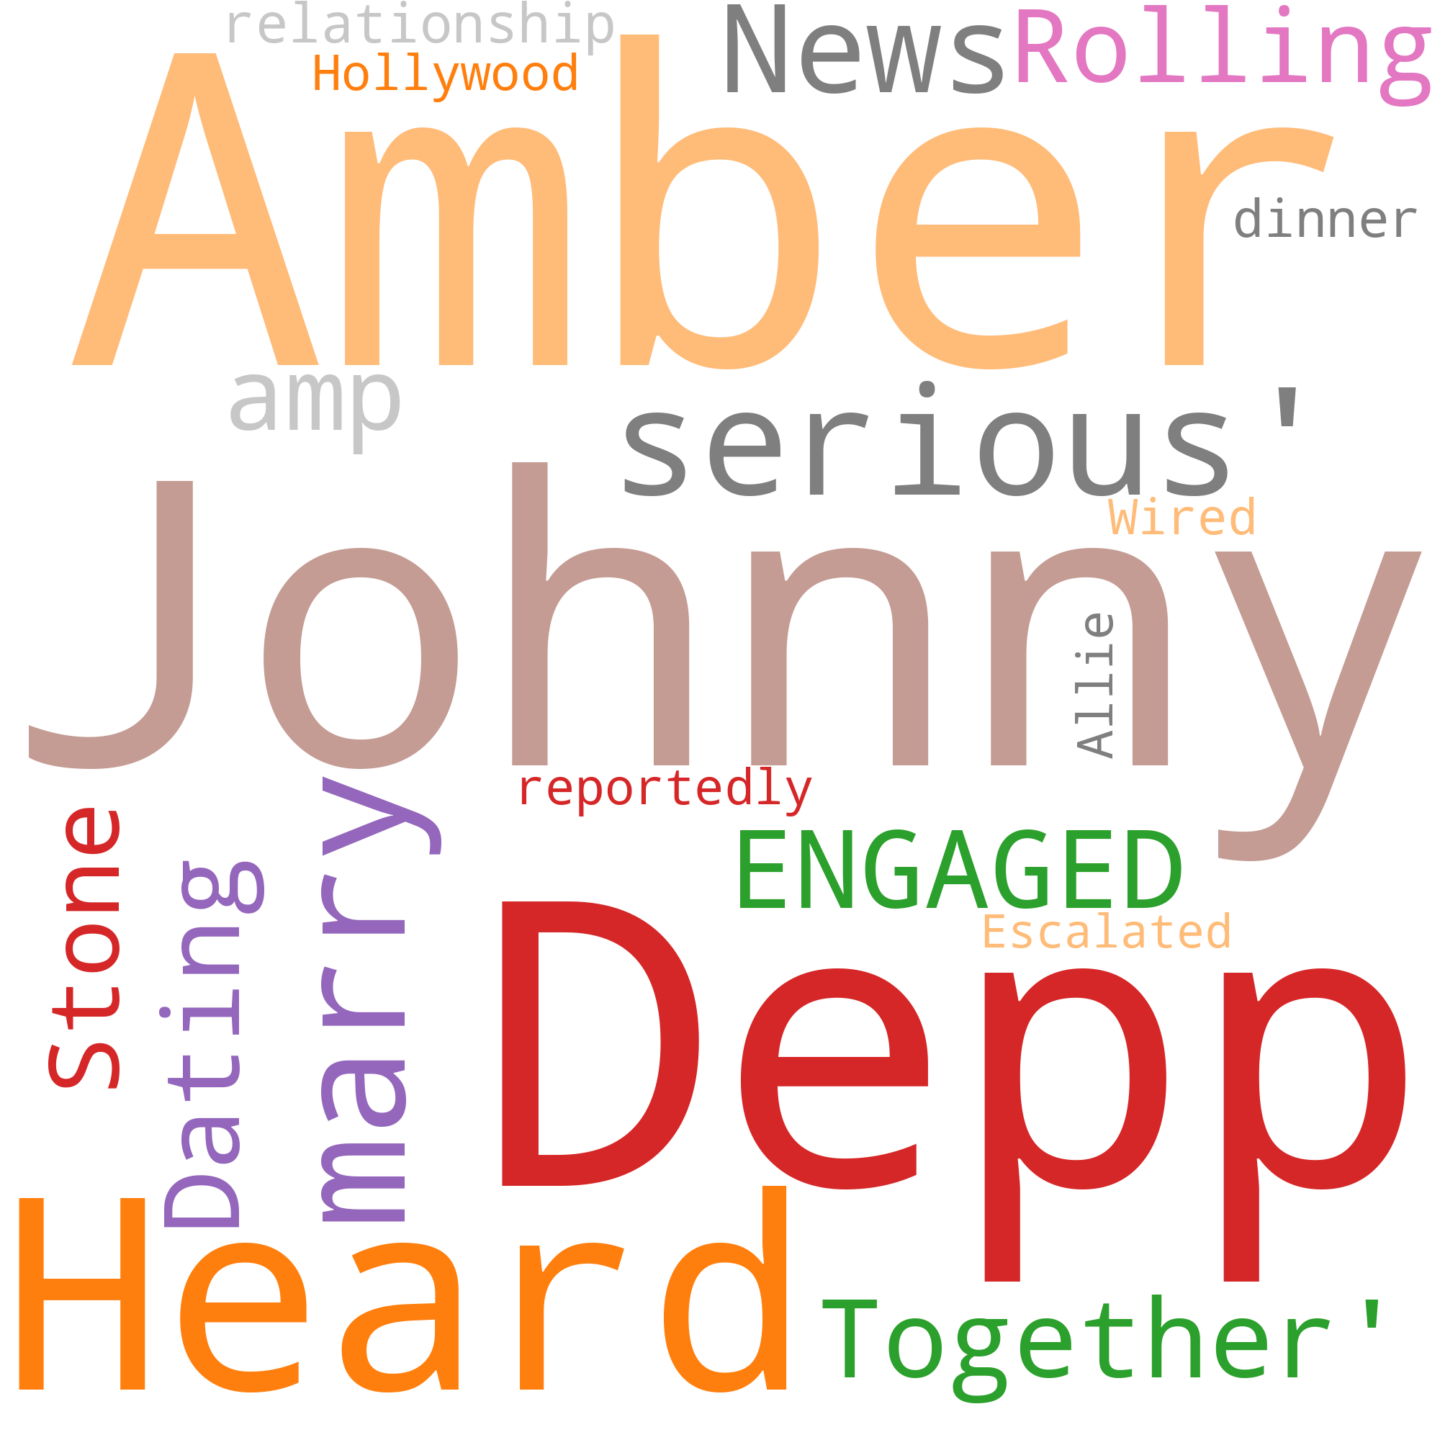 relationship
News
Rolling
Hollywood
Amber
dinner
amp
serious'
Wired
Johnny
Allie
reportedly
Stone
Dating
marry
ENGAGED
Escalated
Depp
Heard
Together'